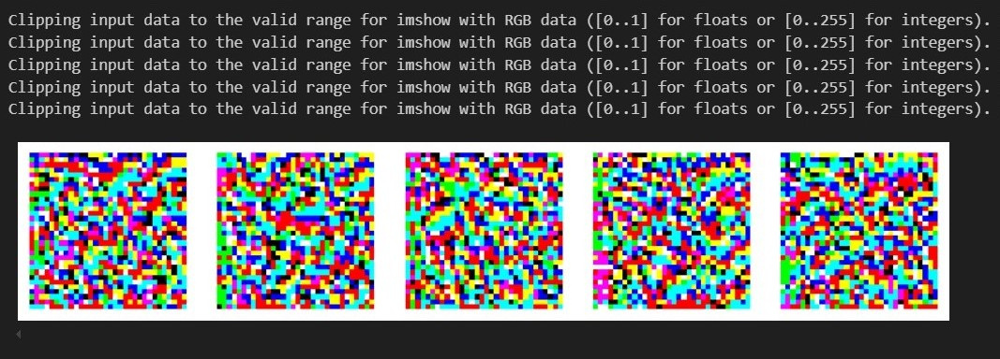 Clipping input data to the valid range for imshow with RGB data ([0..1] for floats or [0..255] for integers).
Clipping input data to the valid range for imshow with RGB data ([0..1] for floats or [0..255] for integers).
Clipping input data to the valid range for imshow with RGB data ([0..1] for floats or [0..255] for integers).
Clipping input data to the valid range for imshow with RGB data ([0..1] for floats or [0..255] for integers).
Clipping input data to the valid range for imshow with RGB data ([0..1] for floats or [0..255] for integers).